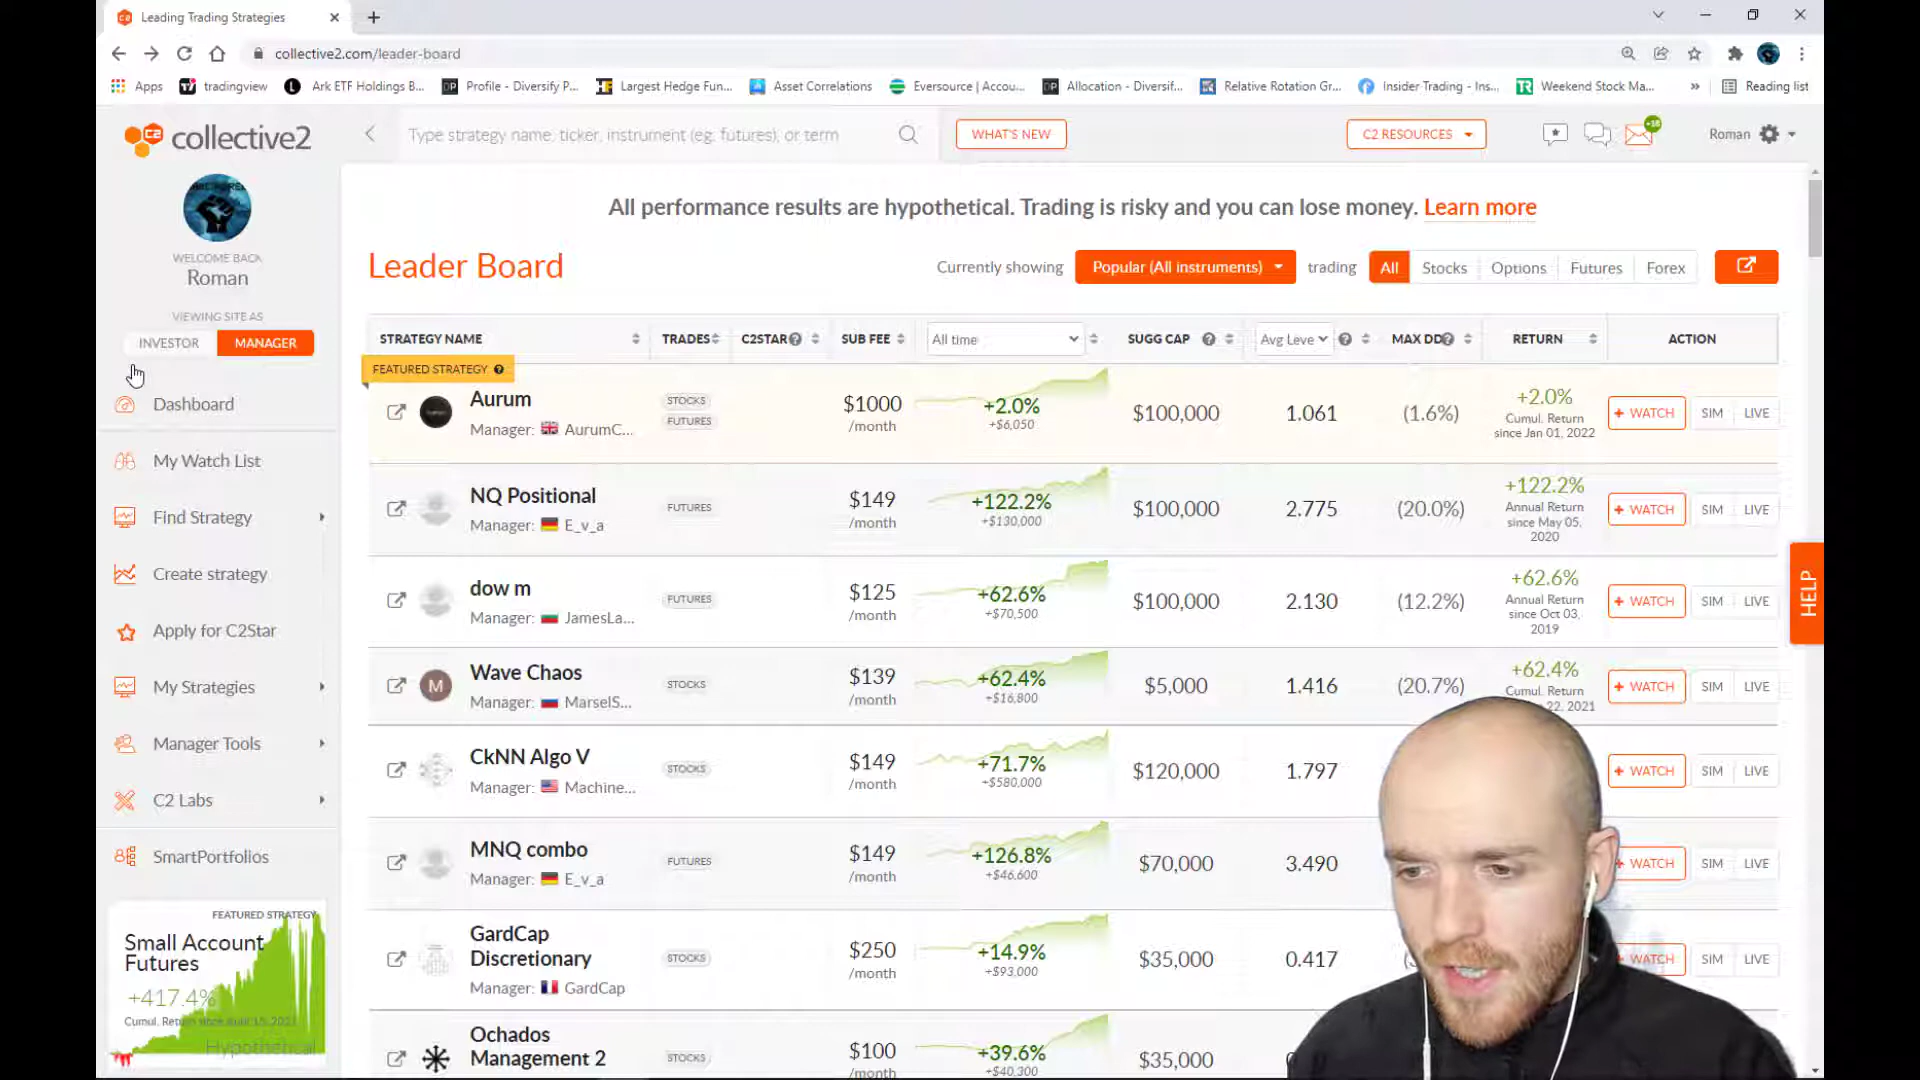 Leading Trading Strategies
collective2.com/leader-board
Apps tradingview Ark ETF Holdings B... Profile - Diversify P... Largest Hedge Fun... Asset Correlations Eversource | Accou... Allocation - Diversif... Relative Rotation Gr... Insider Trading - Ins... Weekend Stock Ma... » Reading list
C2 collective2 Type strategy name, ticker, instrument (eg. futures), or term WHAT'S NEW C2 RESOURCES +16 Roman
WELCOME BACK
Roman
VIEWING SITE AS
INVESTOR MANAGER
Dashboard
My Watch List
Find Strategy
Create strategy
Apply for C2Star
My Strategies
Manager Tools
C2 Labs
SmartPortfolios
FEATURED STRATEGY
Small Account
Futures
+417.4%
Cumul. Return since April 15, 2021
Hypothetical
All performance results are hypothetical. Trading is risky and you can lose money. Learn more
Leader Board Currently showing Popular (All instruments) trading All Stocks Options Futures Forex
STRATEGY NAME TRADES C2STAR SUB FEE All time SUGG CAP Avg Leve MAX DD RETURN ACTION
FEATURED STRATEGY
Aurum STOCKS FUTURES $1000 /month +2.0% +$6,050 $100,000 1.061 (1.6%) +2.0% Cumul. Return since Jan 01, 2022 + WATCH SIM LIVE
Manager: AurumC...
NQ Positional FUTURES $149 /month +122.2% +$130,000 $100,000 2.775 (20.0%) +122.2% Annual Return since May 05, 2020 + WATCH SIM LIVE
Manager: E_v_a
dow m FUTURES $125 /month +62.6% +$70,500 $100,000 2.130 (12.2%) +62.6% Annual Return since Oct 03, 2019 + WATCH SIM LIVE
Manager: JamesLa...
Wave Chaos STOCKS $139 /month +62.4% +$16,800 $5,000 1.416 (20.7%) +62.4% Cumul. Return 22, 2021 + WATCH SIM LIVE
M Manager: MarselS...
CkNN Algo V STOCKS $149 /month +71.7% +$580,000 $120,000 1.797 + WATCH SIM LIVE
Manager: Machine...
MNQ combo FUTURES $149 /month +126.8% +$46,600 $70,000 3.490 + WATCH SIM LIVE
Manager: E_v_a
GardCap
Discretionary STOCKS $250 /month +14.9% +$93,000 $35,000 0.417 WATCH SIM LIVE
Manager: GardCap
Ochados
Management 2 STOCKS $100 /month +39.6% +$40,300 $35,000 SIM LIVE
HELP